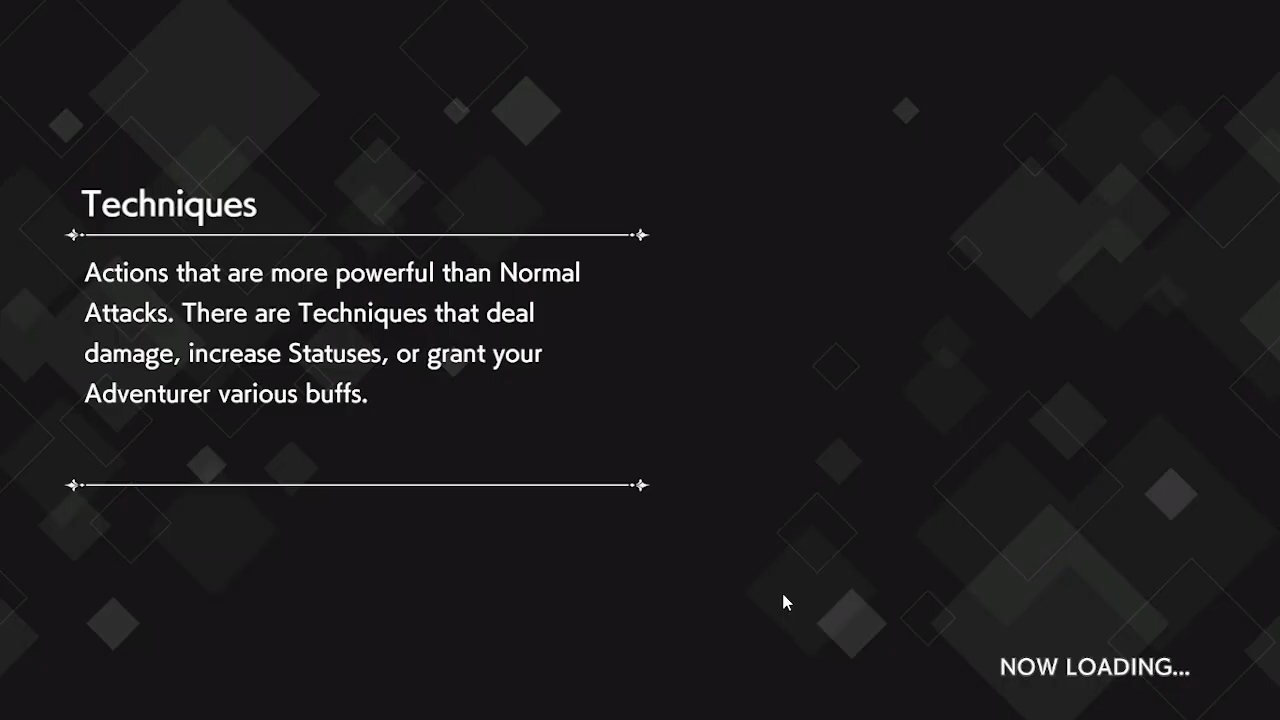 Techniques
Actions that are more powerful than Normal
Attacks. There are Techniques that deal
damage, increase Statuses, or grant your
Adventurer various buffs.
NOW LOADING...